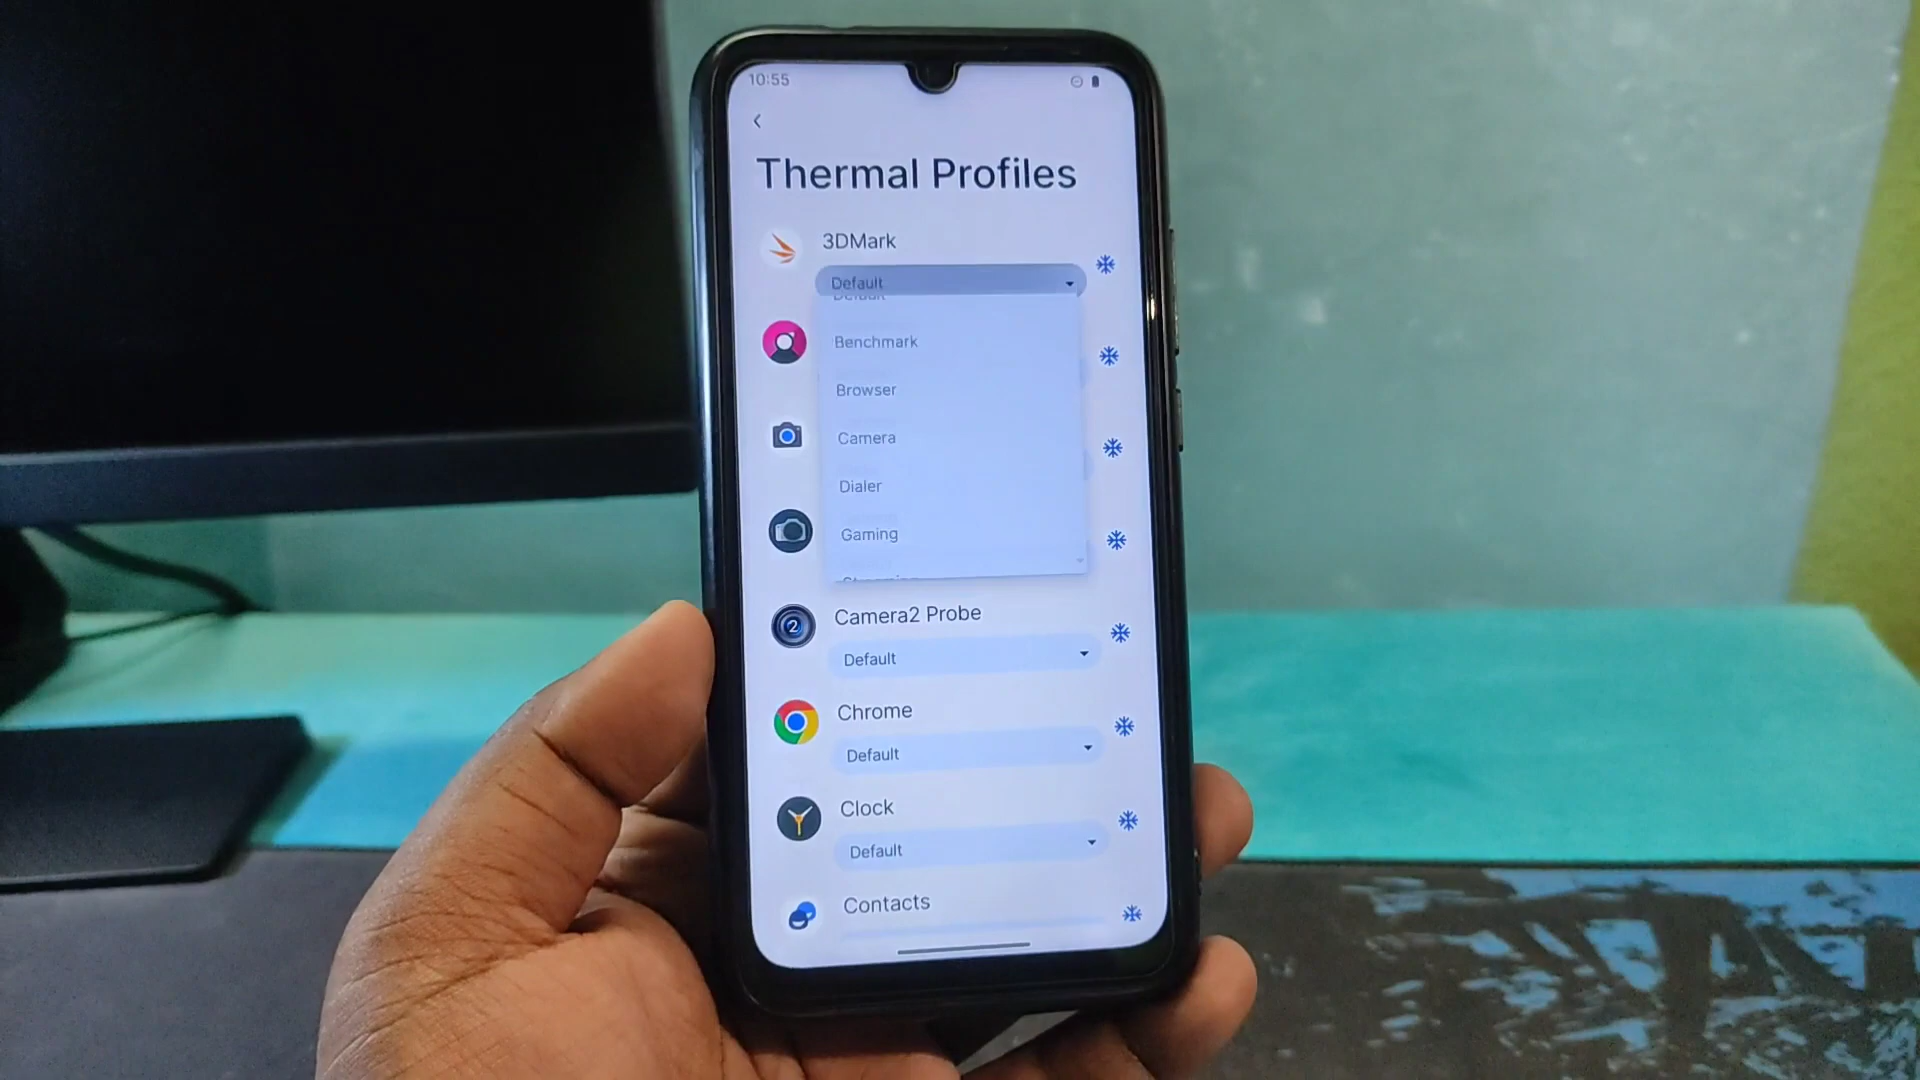 10:55
Thermal Profiles
3DMark
Default
Default
Benchmark
Browser
Camera
Dialer
Gaming
Camera2 Probe
2
Default
Chrome
Default
Clock
Default
Contacts